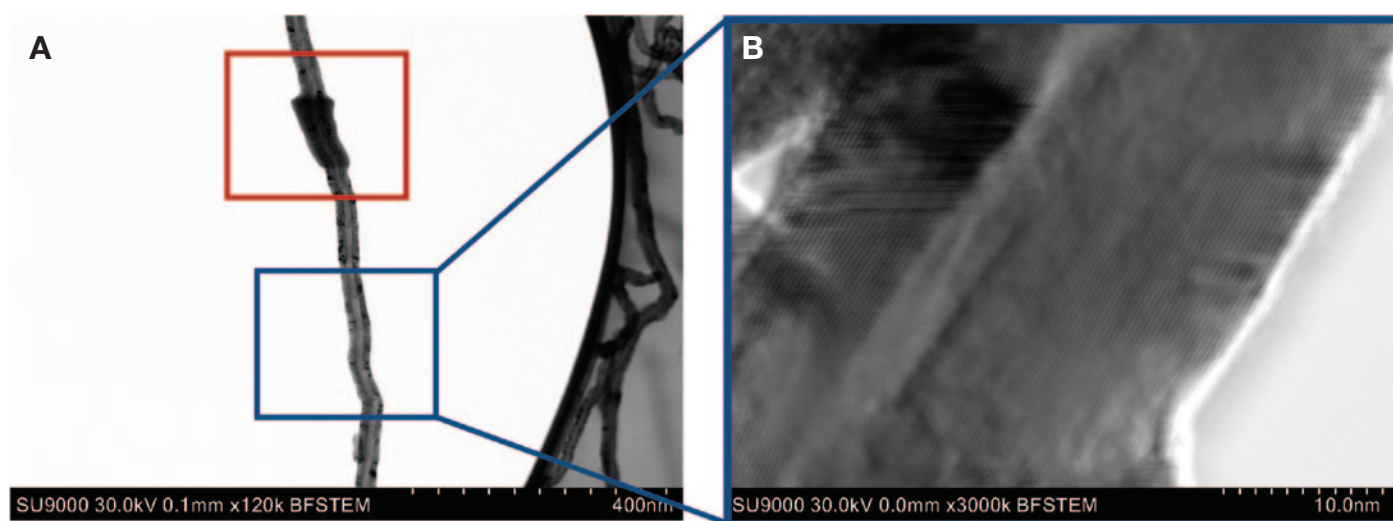 A
B
SU9000 30.0kV 0.1mm x120k BFSTEM 400nm
SU9000 30.0kV 0.0mm x3000k BFSTEM 10.0nm